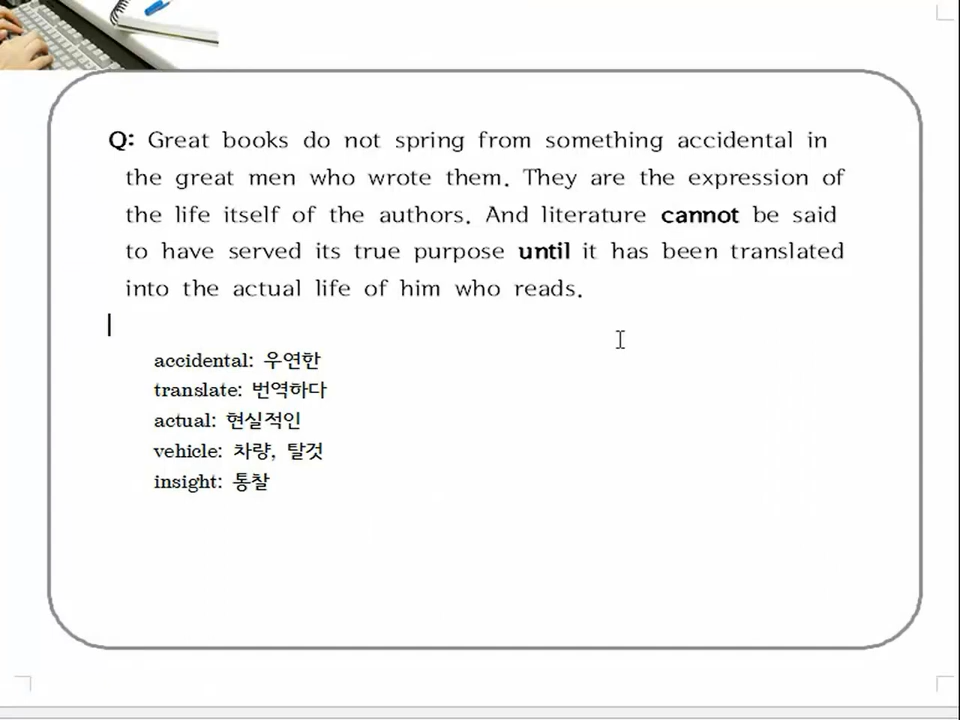 Q: Great books do not spring from something accidental in
the great men who wrote them. They are the expression of
the life itself of the authors. And literature cannot be said
to have served its true purpose until it has been translated
into the actual life of him who reads.
accidental: 우연한
translate: 번역하다
actual: 현실적인
vehicle: 차량, 탈것
insight: 통찰